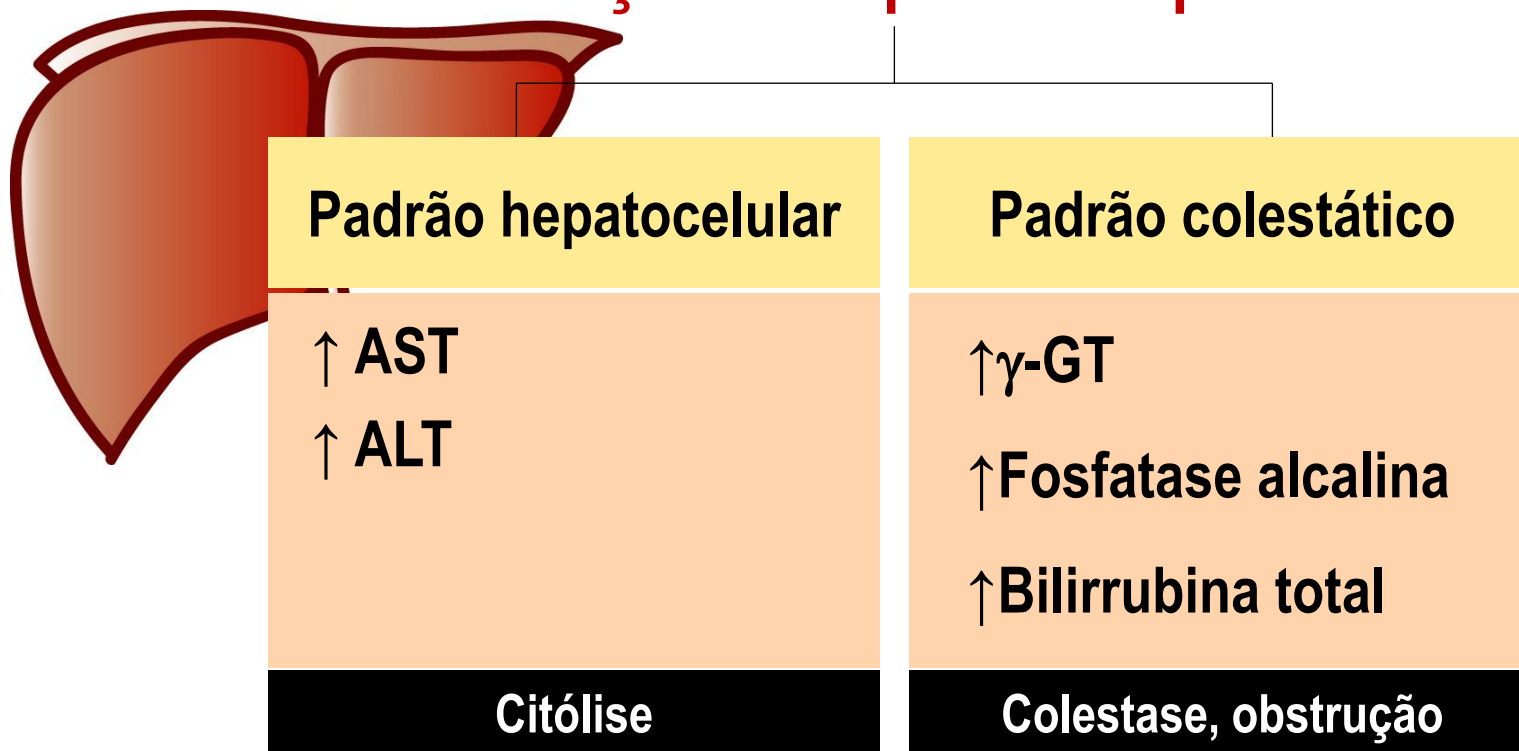 Padrão hepatocelular
↑ AST
↑ ALT
Citólise
Padrão colestático
↑γ-GT
↑Fosfatase alcalina
↑Bilirrubina total
Colestase, obstrução